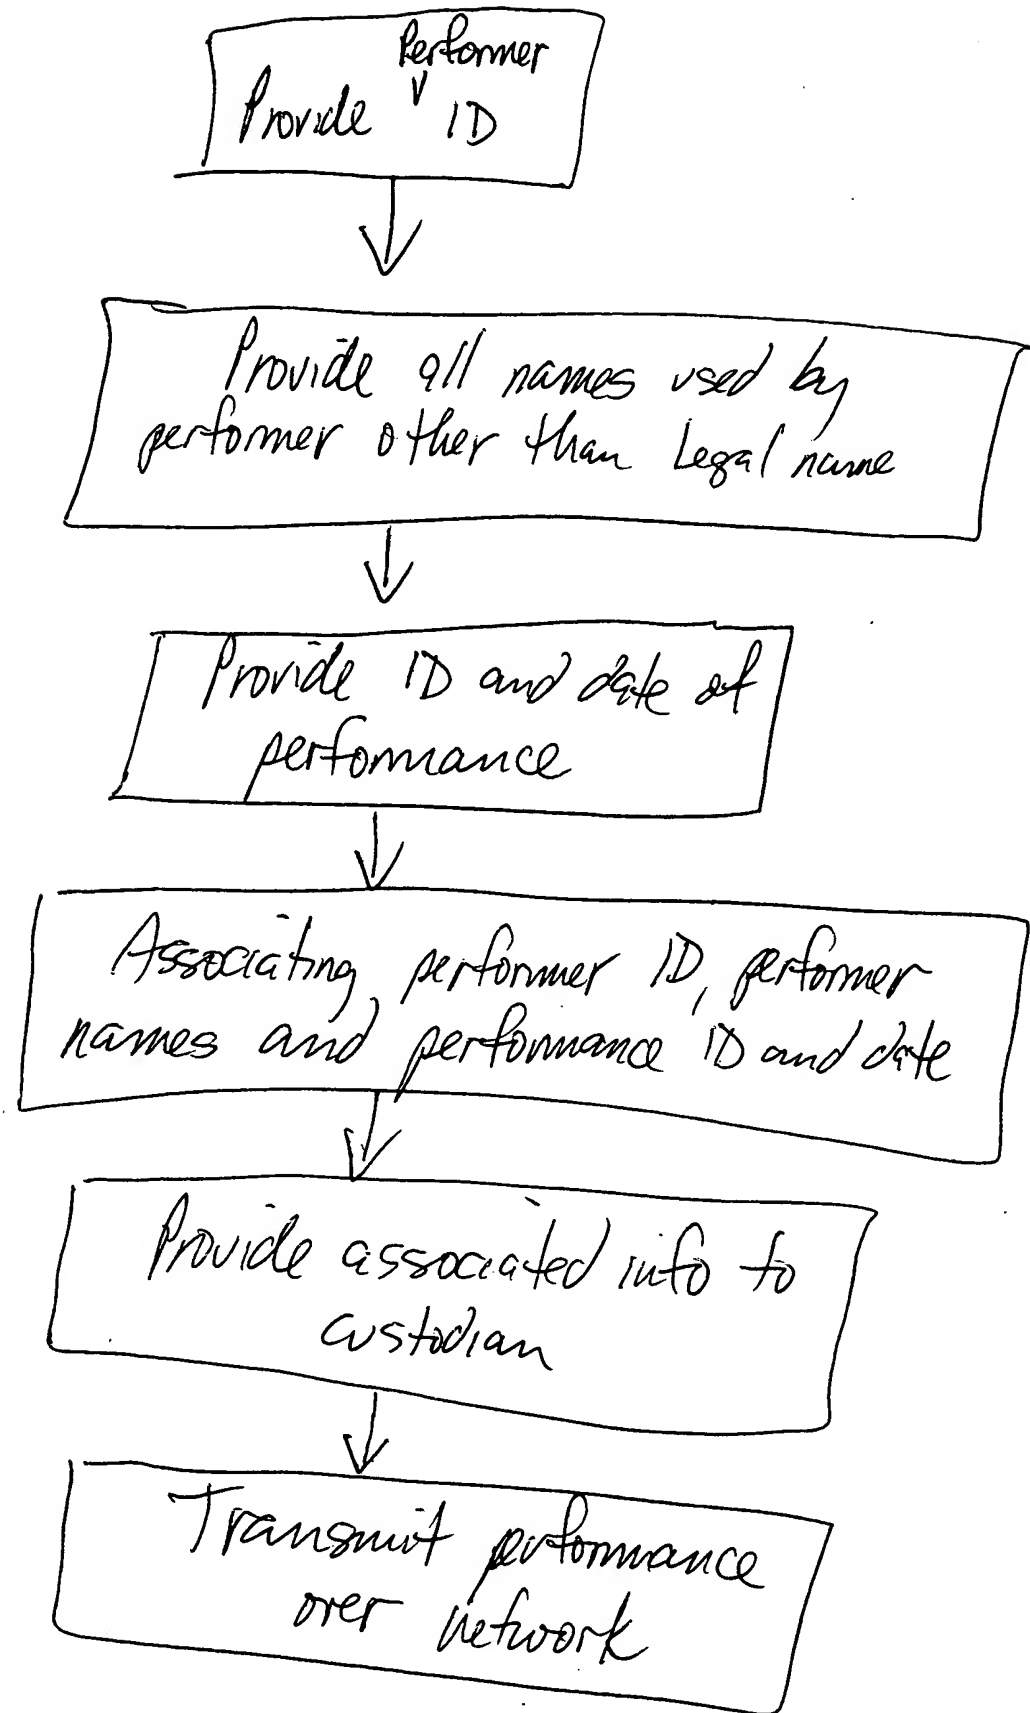 Provide Performer ID
Provide all names used by
performer other than Legal name
Provide ID and date of
performance
Associating performer ID, performer
names and performance ID and date
Provide associated info to
custodian
Transmit performance
over network